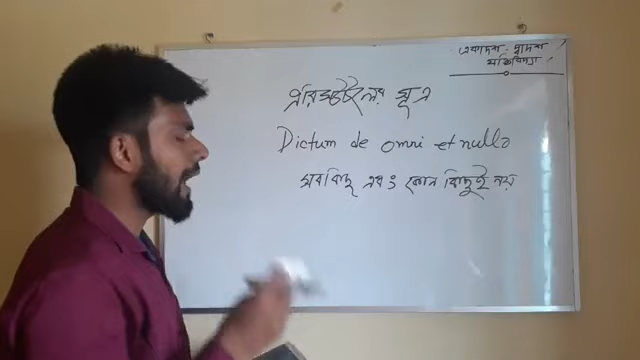 একাদশ - দ্বাদশ
যুক্তিবিদ্যা
এরিস্টটলের সূত্র
Dictum de omni et nullo
সবকিছু এবং কোন কিছুই নয়